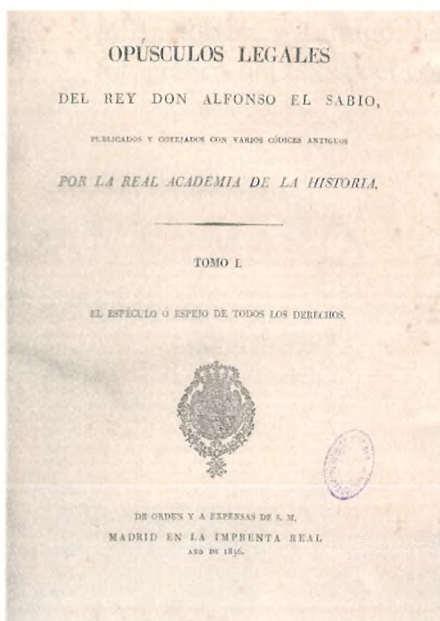 OPÚSCULOS LEGALES
DEL REY DON ALFONSO EL SABIO,
PUBLICADOS Y COTEJADOS CON VARIOS CÓDICES ANTIGUOS
POR LA REAL ACADEMIA DE LA HISTORIA.
TOMO I.
EL ESPÉCULO Ó ESPEJO DE TODOS LOS DERECHOS.
DE ORDEN Y A EXPENSAS DE S. M.
MADRID EN LA IMPRENTA REAL
AÑO DE 1836.